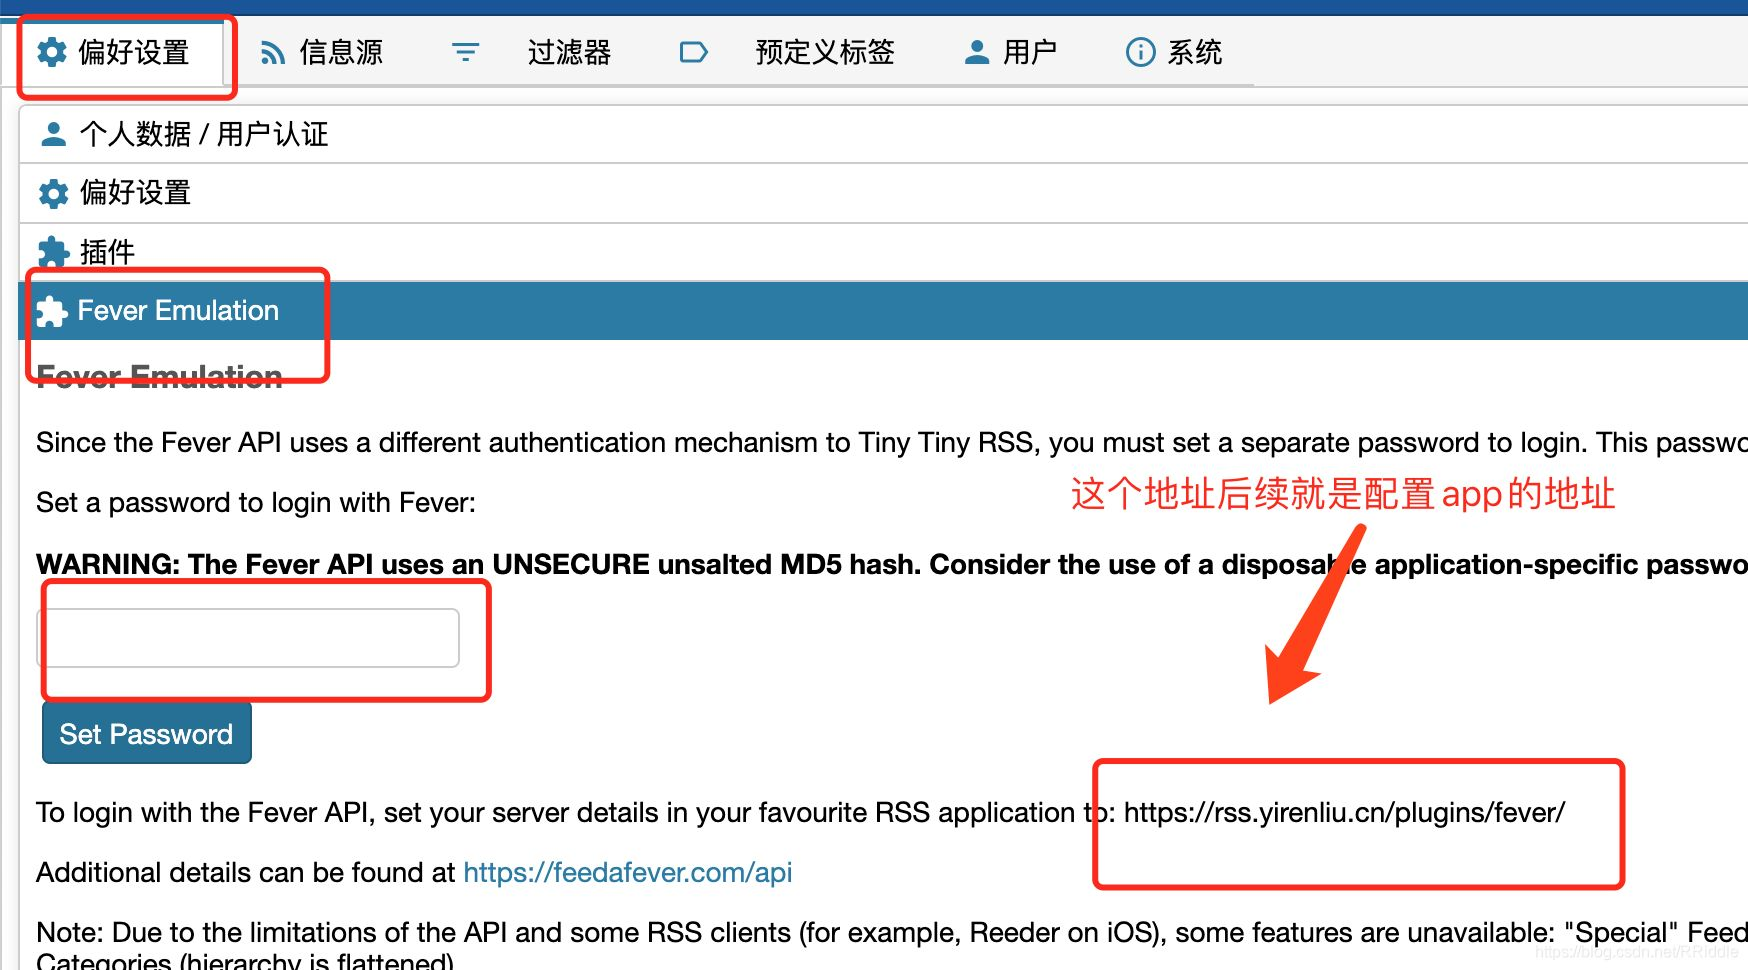 偏好设置 信息源 过滤器 预定义标签 用户 系统
个人数据 / 用户认证
偏好设置
插件
Fever Emulation
Fever Emulation
Since the Fever API uses a different authentication mechanism to Tiny Tiny RSS, you must set a separate password to login. This passwo
这个地址后续就是配置app的地址
Set a password to login with Fever:
WARNING: The Fever API uses an UNSECURE unsalted MD5 hash. Consider the use of a disposable application-specific passwo
Set Password
To login with the Fever API, set your server details in your favourite RSS application to: https://rss.yirenliu.cn/plugins/fever/
Additional details can be found at https://feedafever.com/api
Note: Due to the limitations of the API and some RSS clients (for example, Reeder on iOS), some features are unavailable: "Special" Feed
Categories (hierarchy is flattened)
https://blog.csdn.net/RRiddle